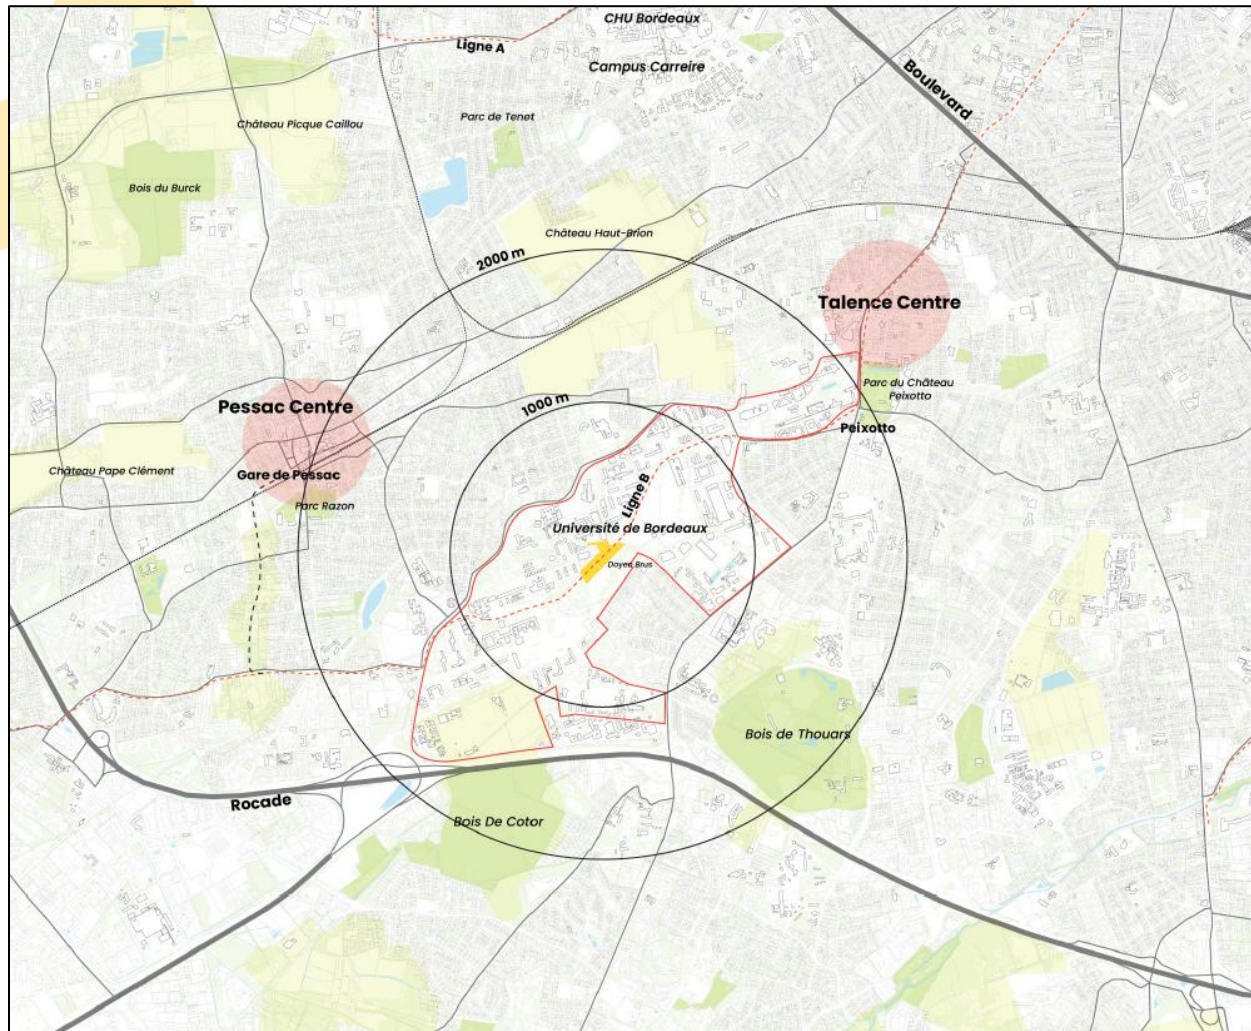 CHU Bordeaux
Ligne A
Campus Carreire
Boulevard
Château Picque Caillou
Parc de Tenet
Bois du Burck
Château Haut-Brion
2000 m
Talence Centre
Parc du Château
Peixotto
Pessac Centre
1000 m
Peixotto
Château Pape Clément
Gare de Pessac
Parc Razon
Ligne B
Université de Bordeaux
Doyen Brus
Bois de Thouars
Rocade
Bois De Cotor